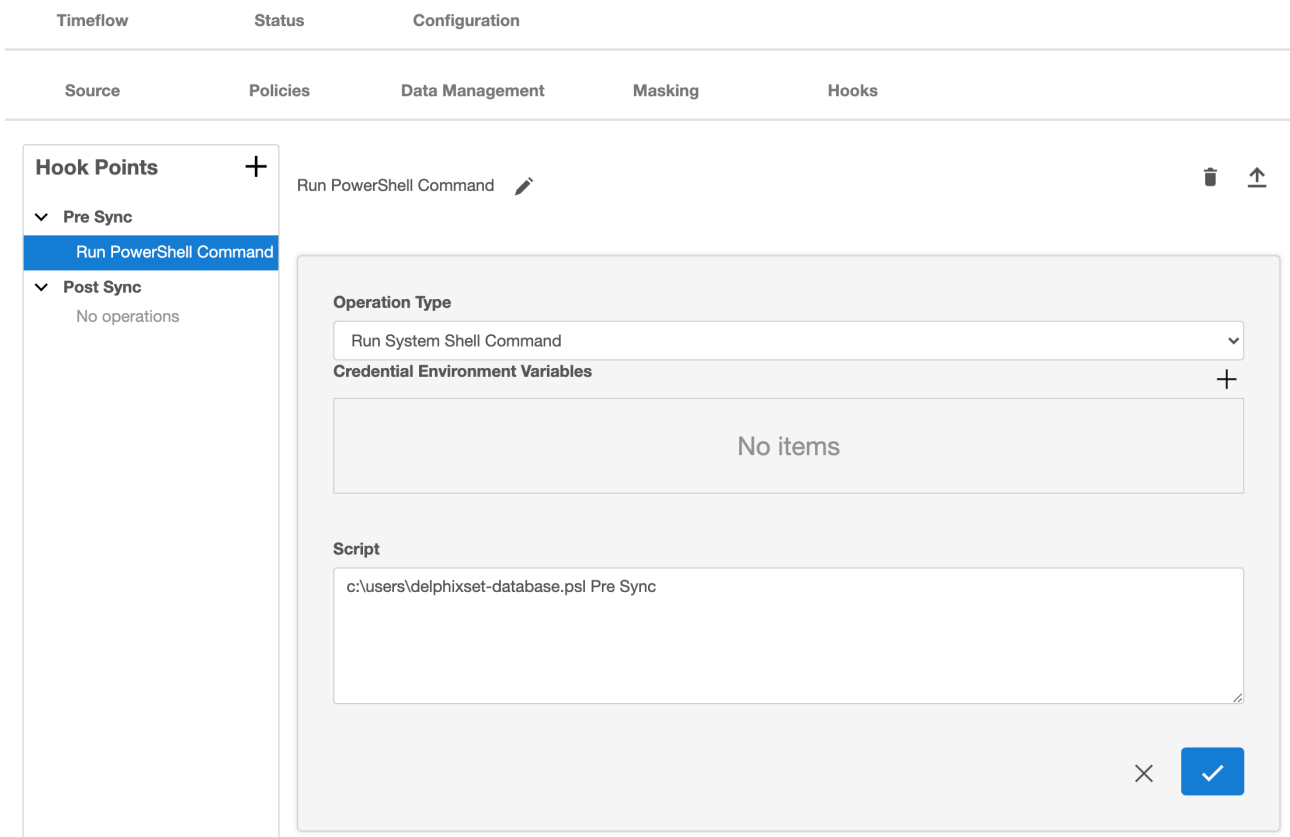 Timeflow Status Configuration
Source Policies Data Management Masking Hooks
Hook Points
Pre Sync
Run PowerShell Command
Post Sync
No operations
Run PowerShell Command
Operation Type
Run System Shell Command
Credential Environment Variables
No items
Script
c:\users\delphixset-database.psl Pre Sync